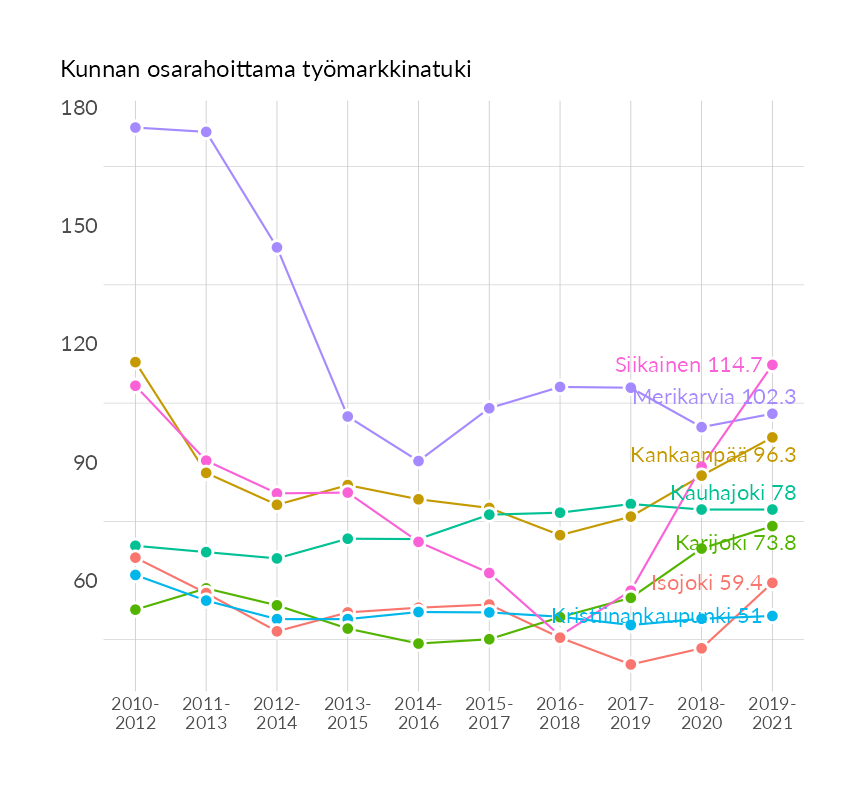 Kunnan osarahoittama työmarkkinatuki
180
150
120
90
60
Siikainen 114.7
Merikarvia 102.3
Kankaanpää 96.3
Kauhajoki 78
Karijoki 73.8
Isojoki 59.4
Kristiinankaupunki 51
2010- 2011- 2012- 2013- 2014- 2015- 2016- 2017- 2018- 2019-
2012 2013 2014 2015 2016 2017 2018 2019 2020 2021